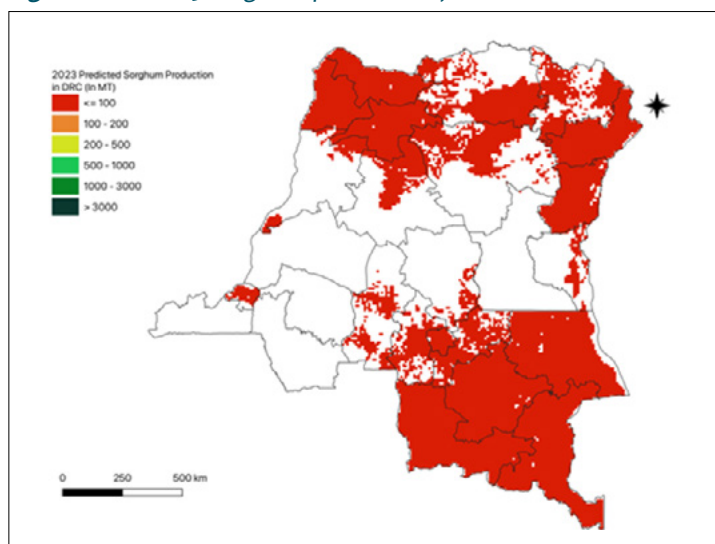 2023 Predicted Sorghum Production
in DRC (In MT)
<= 100
100 - 200
200 - 500
500 - 1000
1000 - 3000
> 3000
0 250 500 km